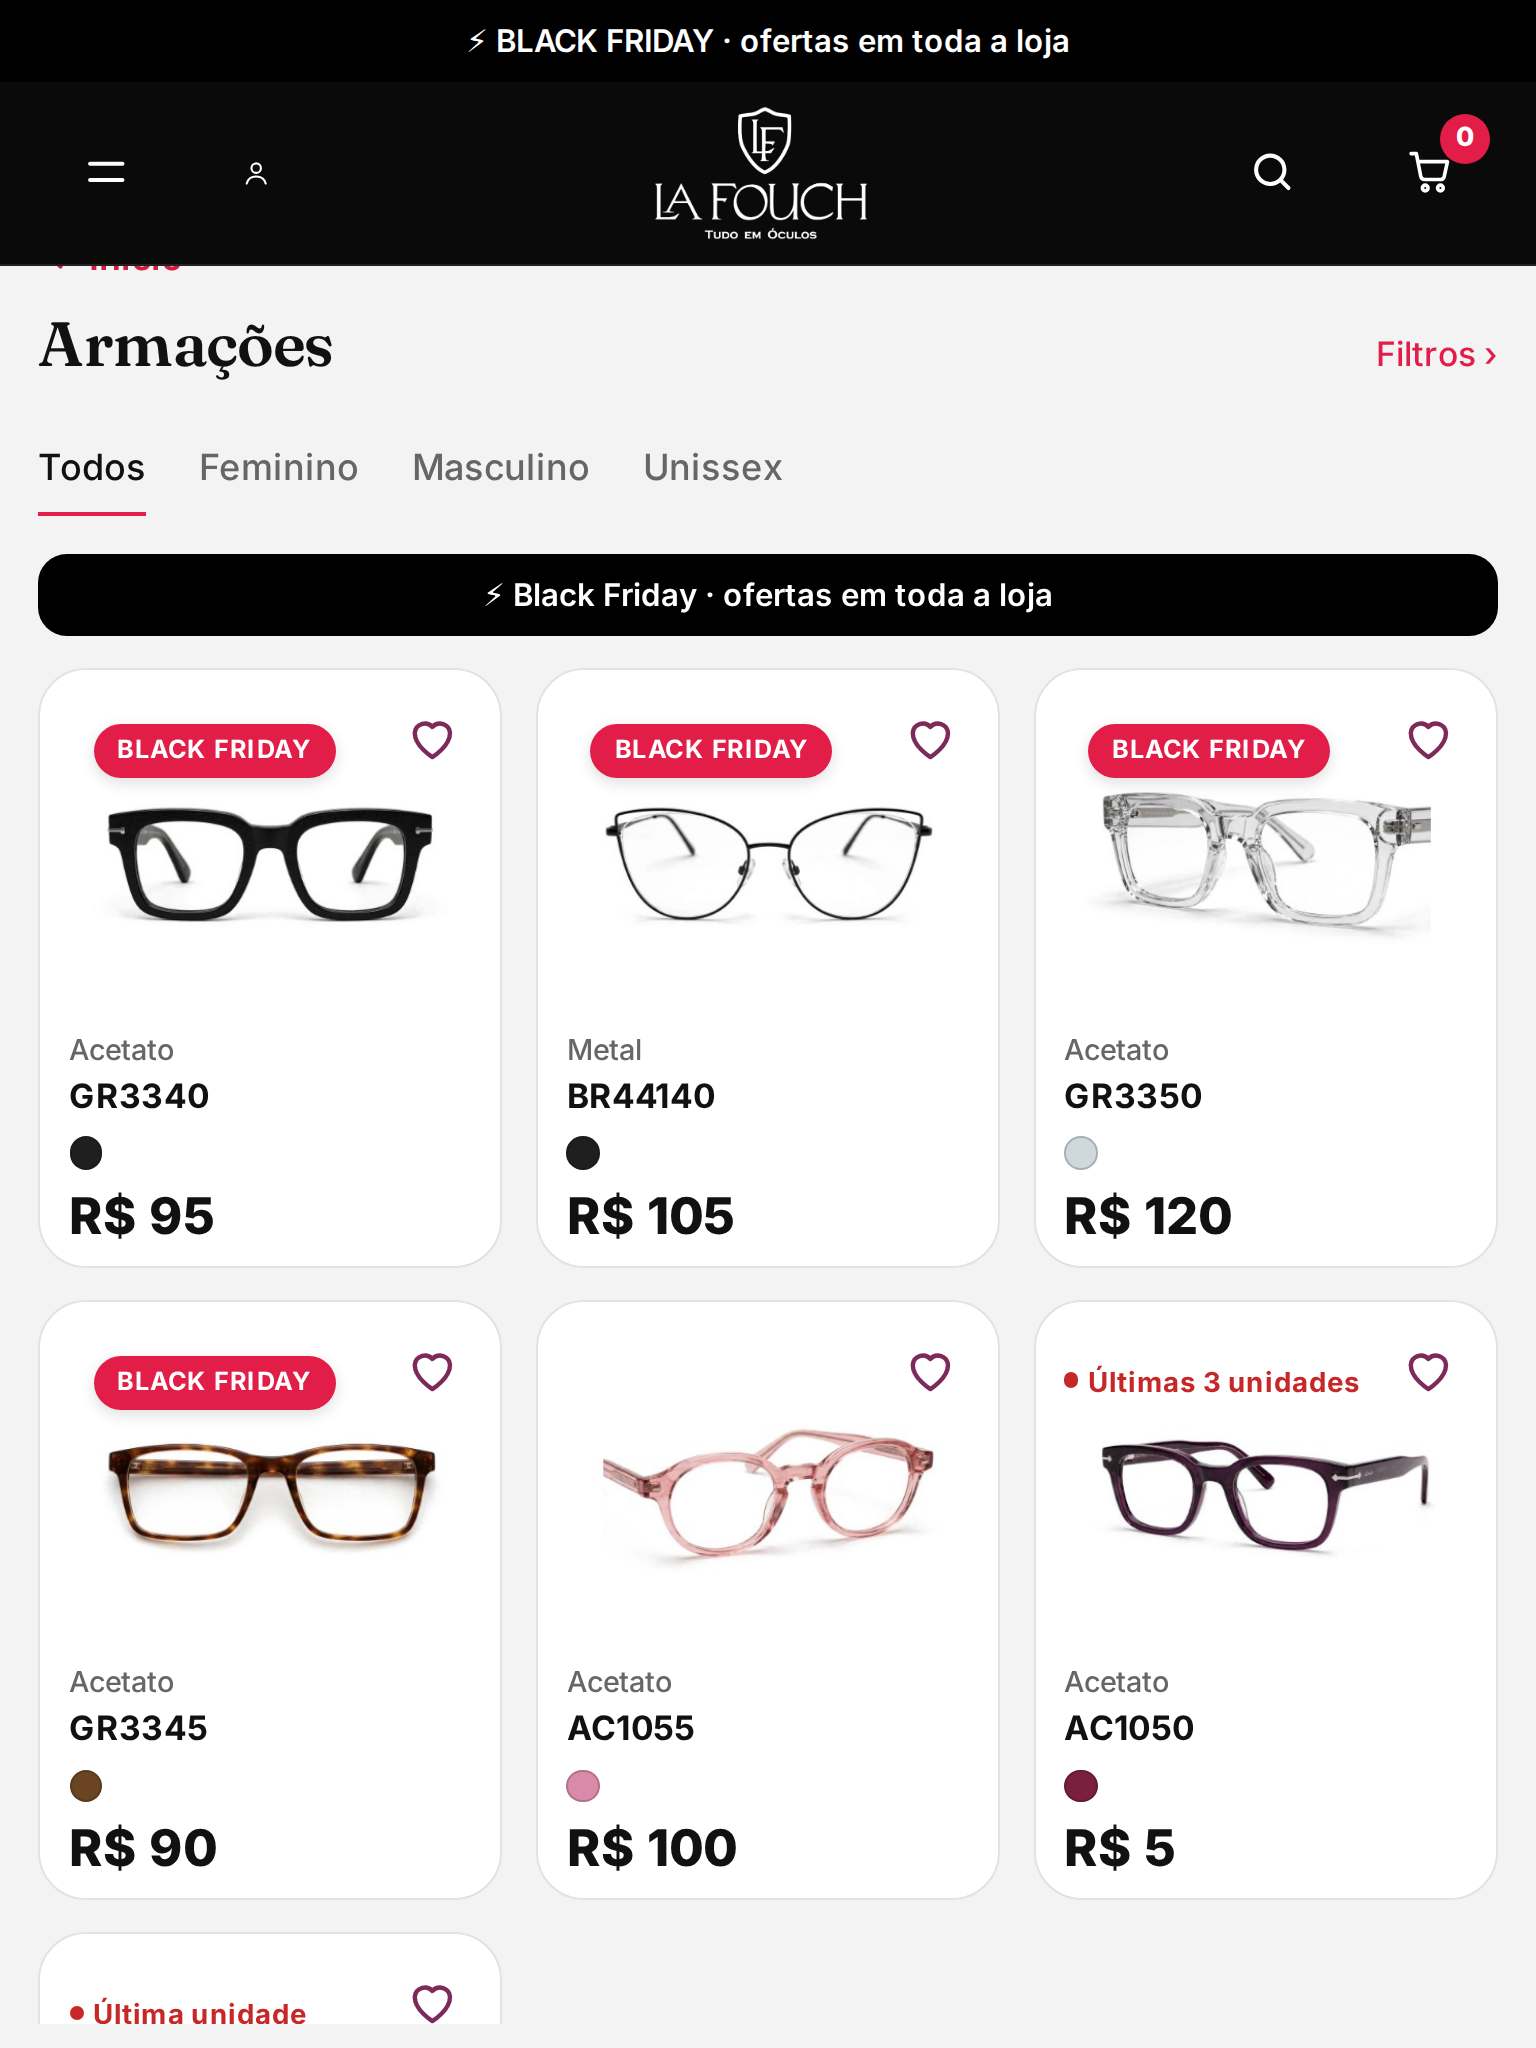 ⚡ BLACK FRIDAY · ofertas em toda a loja
0
LF
LA FOUCH
TUDO EM ÓCULOS
Início
Armações
Filtros ›
Todos Feminino Masculino Unissex
⚡ Black Friday · ofertas em toda a loja
BLACK FRIDAY
Acetato
GR3340
R$ 95
BLACK FRIDAY
Metal
BR44140
R$ 105
BLACK FRIDAY
Acetato
GR3350
R$ 120
BLACK FRIDAY
Acetato
GR3345
R$ 90
Acetato
AC1055
R$ 100
Últimas 3 unidades
Acetato
AC1050
R$ 5
Última unidade